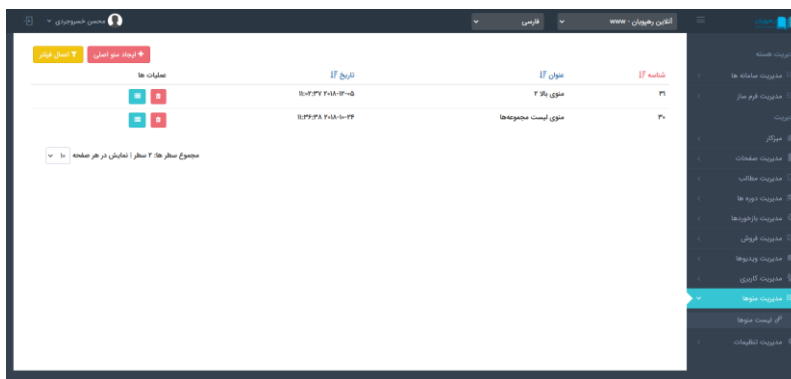 رهپویان
آنلاین رهپویان - www
فارسی
محسن خسروجردی
+ ایجاد منو اصلی
اعمال فیلتر
شناسه
عنوان
تاریخ
عملیات ها
۳۱
منوی بالا ۲
۲۰۱۸-۱۲-۰۵ ۱۱:۰۲:۳۷
۳۰
منوی لیست مجموعه‌ها
۲۰۱۸-۱۰-۲۴ ۱۱:۳۶:۳۸
مجموع سطر ها: ۲ سطر | نمایش در هر صفحه ۱۰
مدیریت سامانه ها
مدیریت فرم ساز
میزکار
مدیریت صفحات
مدیریت مطالب
مدیریت دوره ها
مدیریت بازخوردها
مدیریت فروش
مدیریت ویدیوها
مدیریت کاربری
مدیریت منوها
لیست منوها
مدیریت تنظیمات